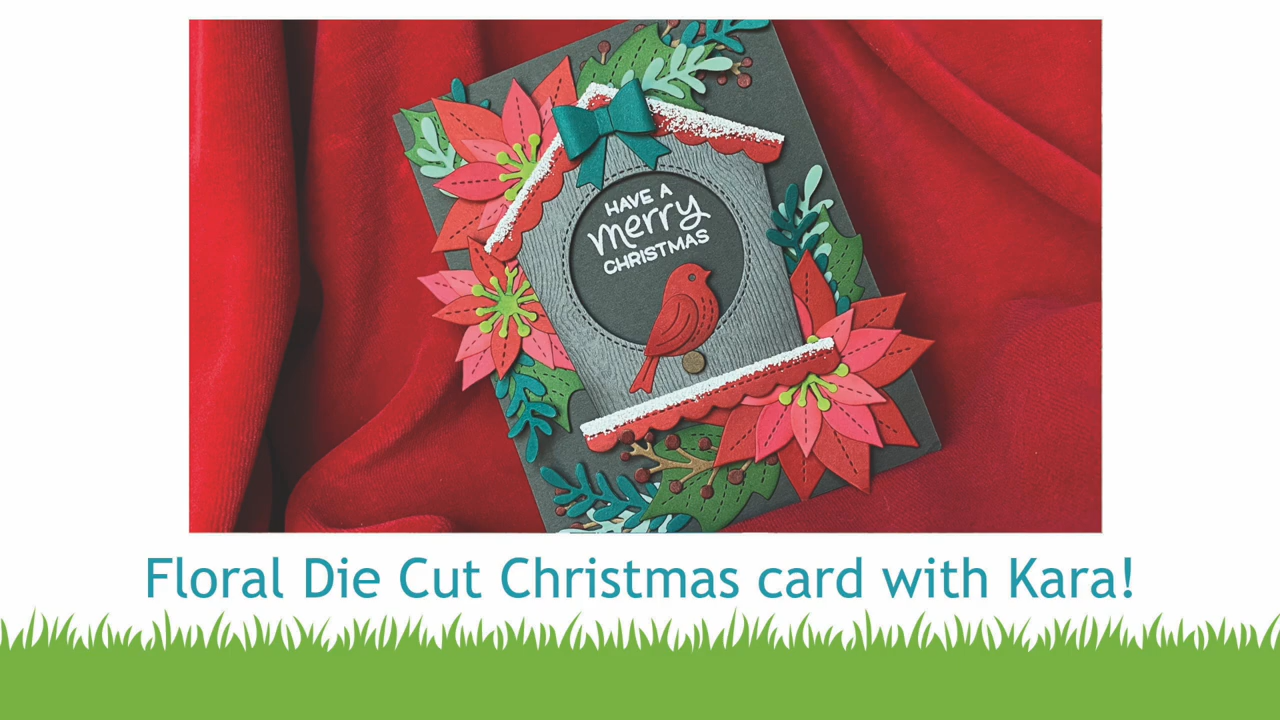 HAVE A
merry
CHRISTMAS
Floral Die Cut Christmas card with Kara!